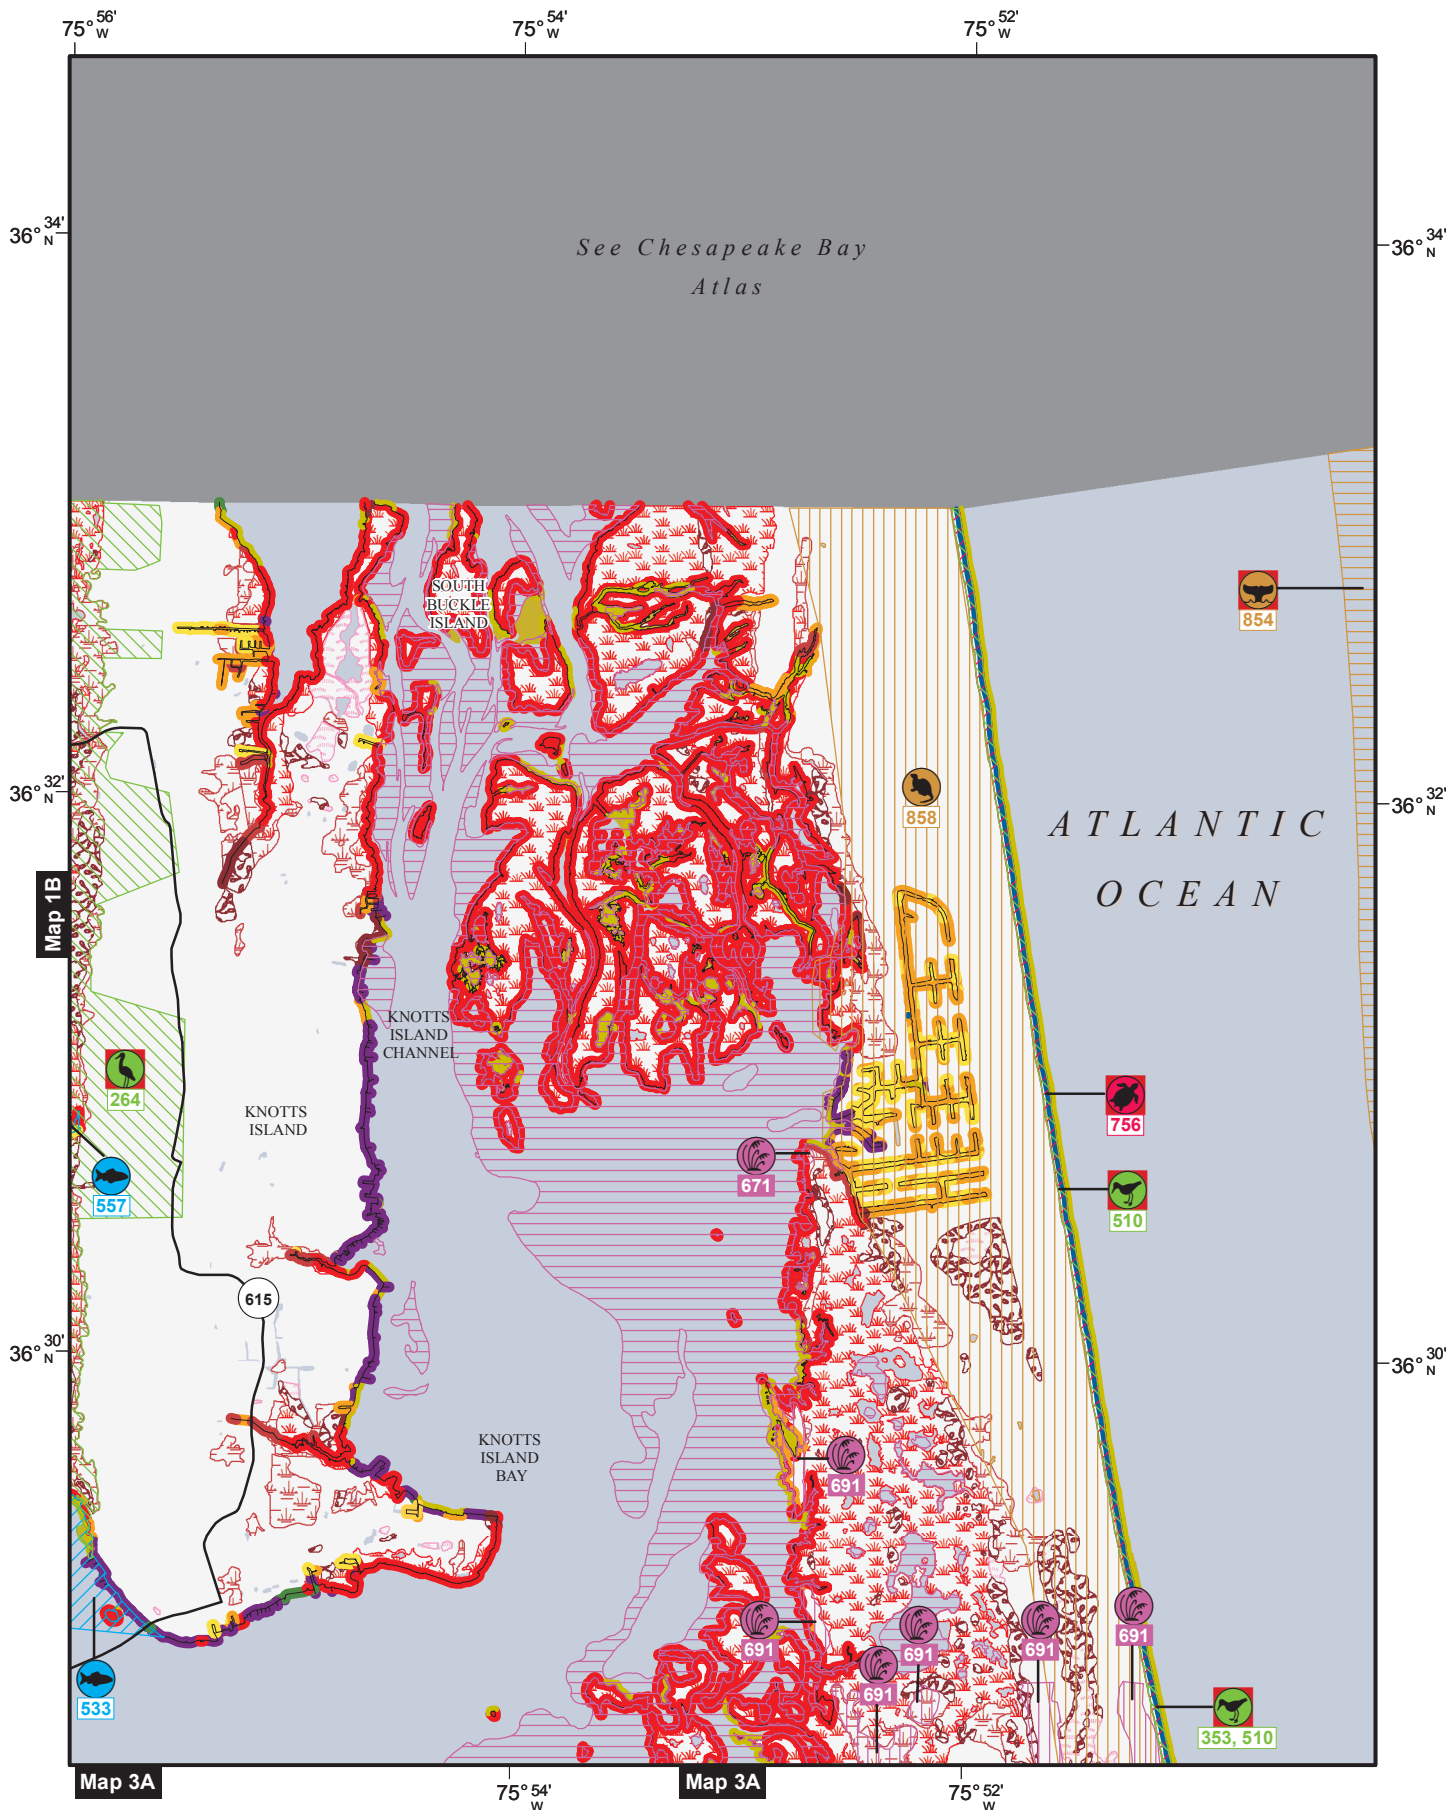 75° 56' W
75° 54' W
75° 52' W
36° 34' N
36° 34' N
See Chesapeake Bay
Atlas
SOUTH
BUCKLE
ISLAND
854
36° 32' N
36° 32' N
858
ATLANTIC
OCEAN
Map 1B
KNOTTS
ISLAND
CHANNEL
264
KNOTTS
ISLAND
756
671
557
510
615
36° 30' N
36° 30' N
KNOTTS
ISLAND
BAY
691
691
691
691
691
691
533
353, 510
Map 3A
Map 3A
75° 54' W
75° 52' W